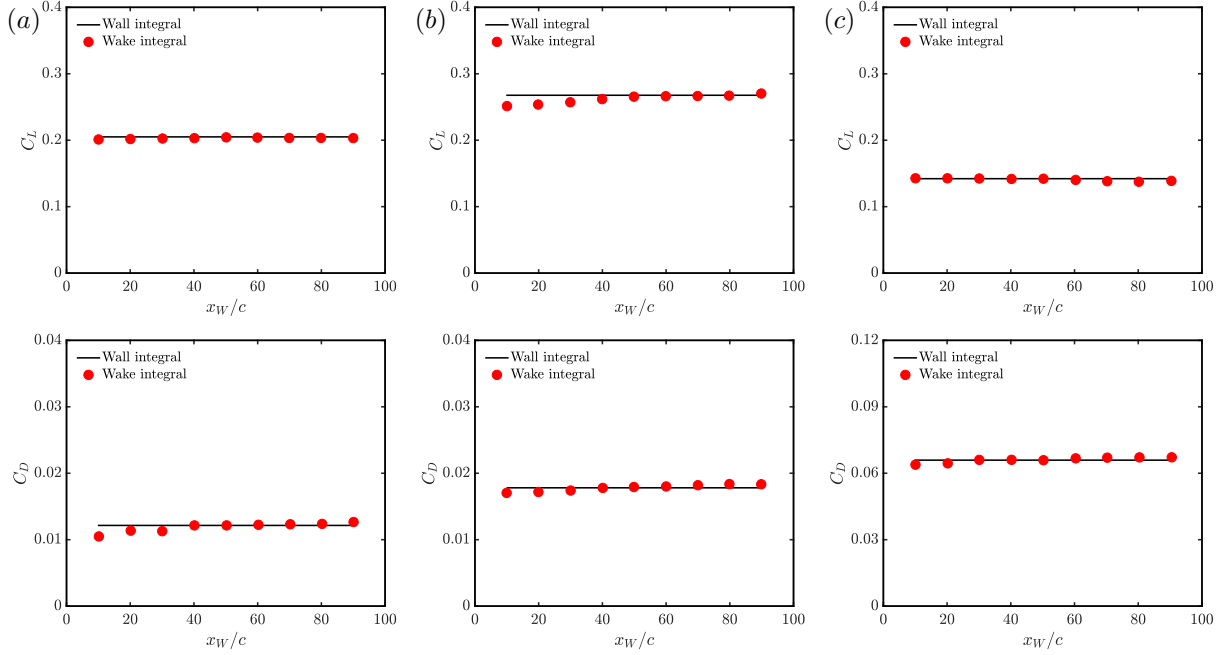 (a)
0.4
0.3
0.2
0.1
0
C_L
Wall integral
Wake integral
0 20 40 60 80 100
x_W/c
(b)
0.4
0.3
0.2
0.1
0
C_L
Wall integral
Wake integral
0 20 40 60 80 100
x_W/c
(c)
0.4
0.3
0.2
0.1
0
C_L
Wall integral
Wake integral
0 20 40 60 80 100
x_W/c
0.04
0.03
0.02
0.01
0
C_D
Wall integral
Wake integral
0 20 40 60 80 100
x_W/c
0.04
0.03
0.02
0.01
0
C_D
Wall integral
Wake integral
0 20 40 60 80 100
x_W/c
0.12
0.09
0.06
0.03
0
C_D
Wall integral
Wake integral
0 20 40 60 80 100
x_W/c